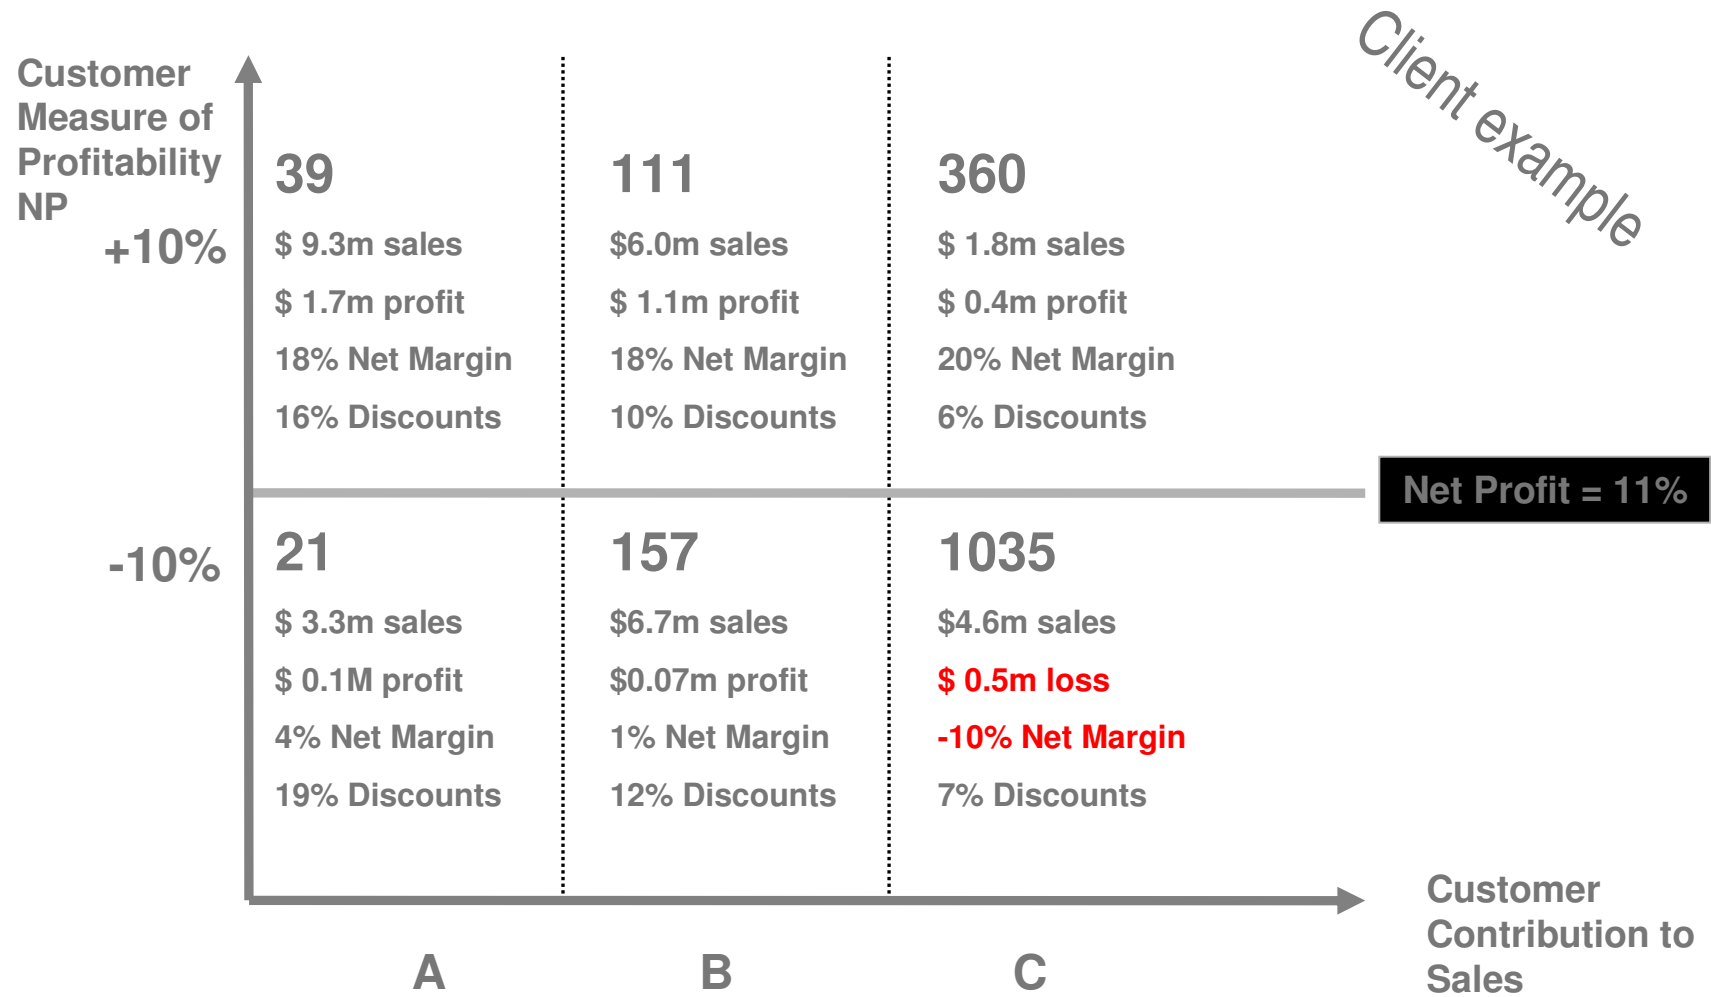 Customer
Measure of
Profitability
NP
Client example
+10%
39
$ 9.3m sales
$ 1.7m profit
18% Net Margin
16% Discounts
111
$6.0m sales
$ 1.1m profit
18% Net Margin
10% Discounts
360
$ 1.8m sales
$ 0.4m profit
20% Net Margin
6% Discounts
Net Profit = 11%
-10%
21
$ 3.3m sales
$ 0.1M profit
4% Net Margin
19% Discounts
157
$6.7m sales
$0.07m profit
1% Net Margin
12% Discounts
1035
$4.6m sales
$ 0.5m loss
-10% Net Margin
7% Discounts
A
B
C
Customer
Contribution to
Sales